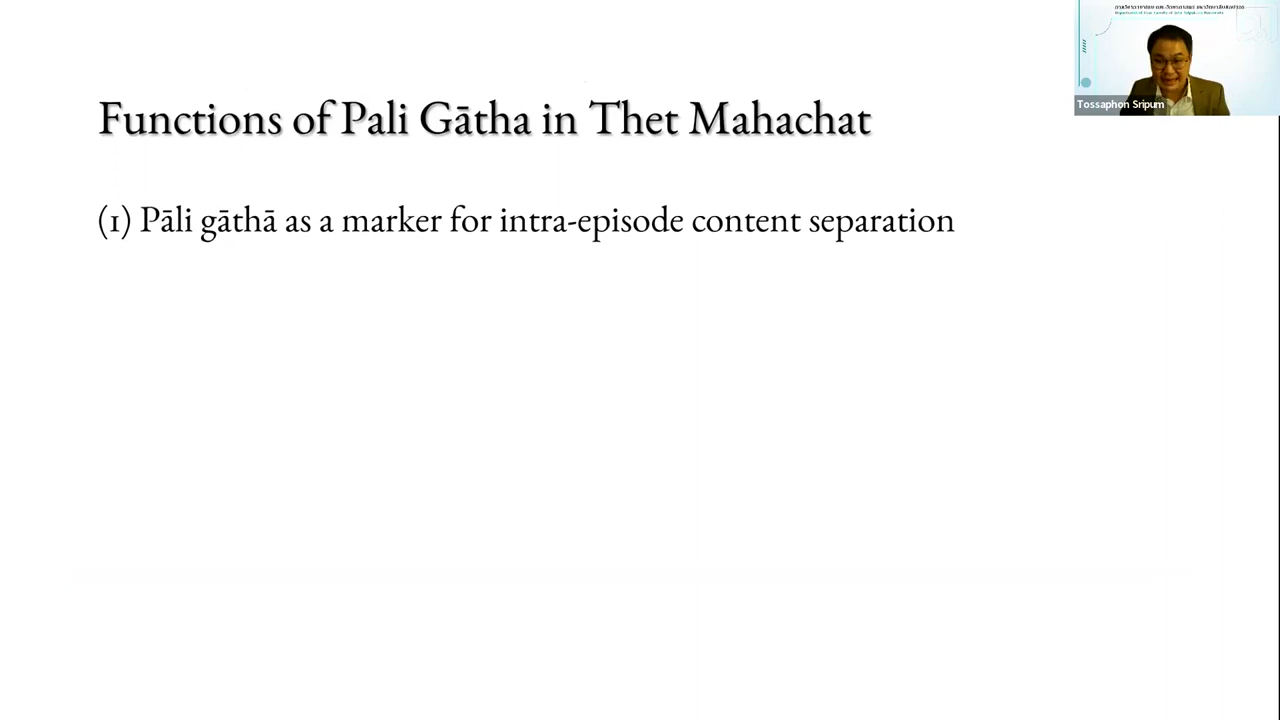 Functions of Pali Gātha in Thet Mahachat
(1) Pāli gāthā as a marker for intra-episode content separation
Tossaphon Sripum